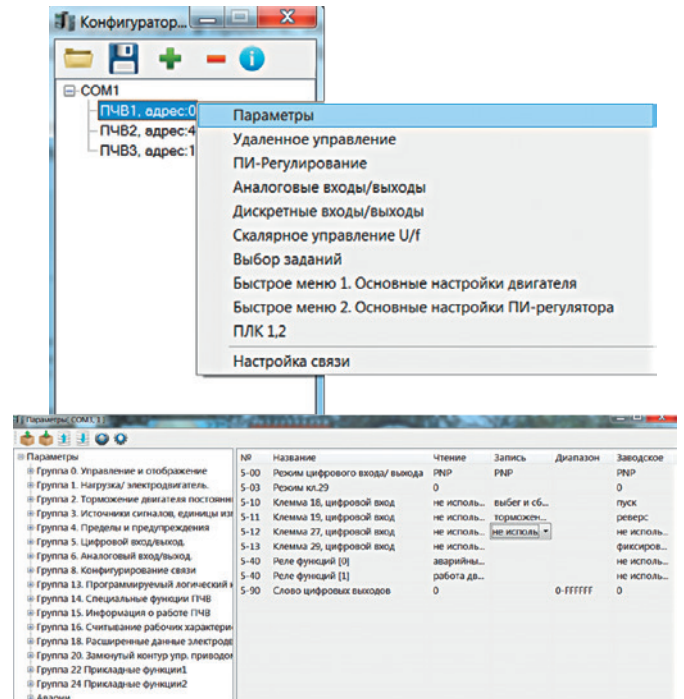 Конфигуратор...
COM1
ПЧВ1, адрес:0
ПЧВ2, адрес:4
ПЧВ3, адрес:1
Параметры
Удаленное управление
ПИ-Регулирование
Аналоговые входы/выходы
Дискретные входы/выходы
Скалярное управление U/f
Выбор заданий
Быстрое меню 1. Основные настройки двигателя
Быстрое меню 2. Основные настройки ПИ-регулятора
ПЛК 1,2
Настройка связи
Параметры( COM1, 1)
Параметры
Группа 0. Управление и отображение.
Группа 1. Нагрузка/ электродвигатель.
Группа 2. Торможение двигателя постоянн
Группа 3. Источники сигналов, единицы изг
Группа 4. Пределы и предупреждения
Группа 5. Цифровой вход/выход.
Группа 6. Аналоговый вход/выход.
Группа 8. Конфигурирование связи
Группа 13. Программируемый логический к
Группа 14. Специальные функции ПЧВ
Группа 15. Информация о работе ПЧВ
Группа 16. Считывание рабочих характери
Группа 18. Расширенные данные электродв
Группа 20. Замкнутый контур упр. приводом
Группа 22 Прикладные функции1
Группа 24 Прикладные функции2
Аварии
№ Название Чтение Запись Диапазон Заводское
5-00 Режим цифрового входа/ выхода PNP PNP PNP
5-03 Режим кл.29 0 0
5-10 Клемма 18, цифровой вход не исполь... выбег и сб... пуск
5-11 Клемма 19, цифровой вход не исполь... торможен... реверс
5-12 Клемма 27, цифровой вход не исполь... не исполь не исполь...
5-13 Клемма 29, цифровой вход не исполь... фиксиров...
5-40 Реле функций [0] аварийны... не исполь...
5-40 Реле функций [1] работа дв... не исполь...
5-90 Слово цифровых выходов 0 0-FFFFFF 0